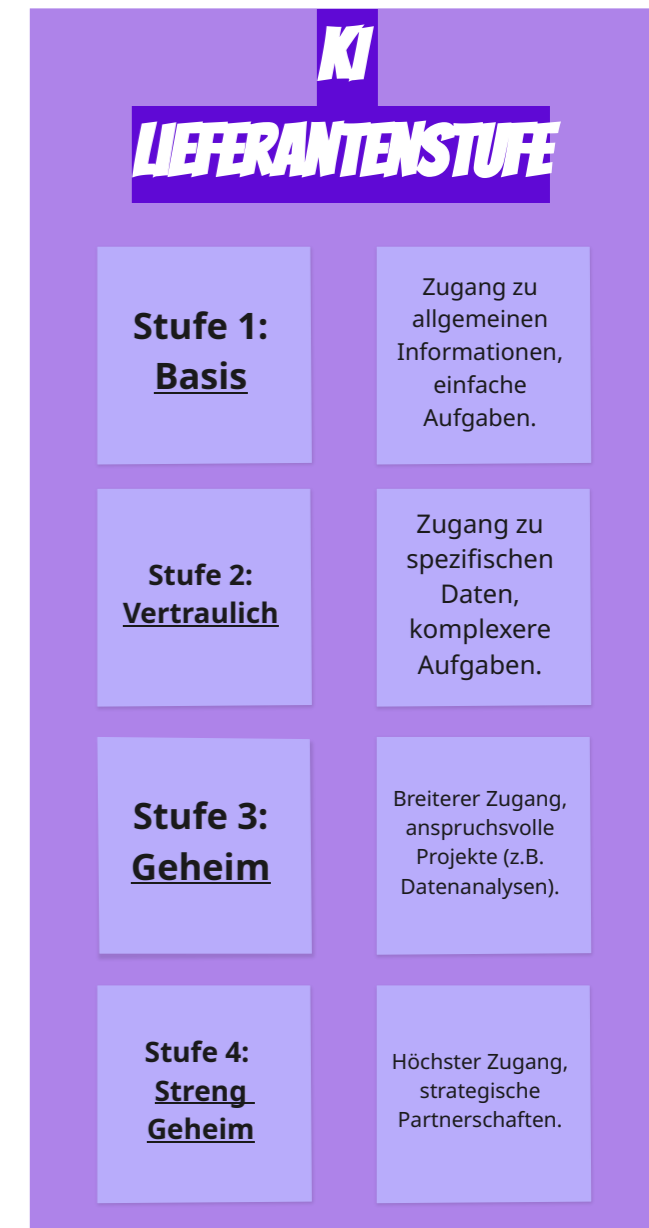 KI
LIEFERANTENSTUFE
Stufe 1:
Basis
Zugang zu
allgemeinen
Informationen,
einfache
Aufgaben.
Stufe 2:
Vertraulich
Zugang zu
spezifischen
Daten,
komplexere
Aufgaben.
Stufe 3:
Geheim
Breiterer Zugang,
anspruchsvolle
Projekte (z.B.
Datenanalysen).
Stufe 4:
Streng
Geheim
Höchster Zugang,
strategische
Partnerschaften.